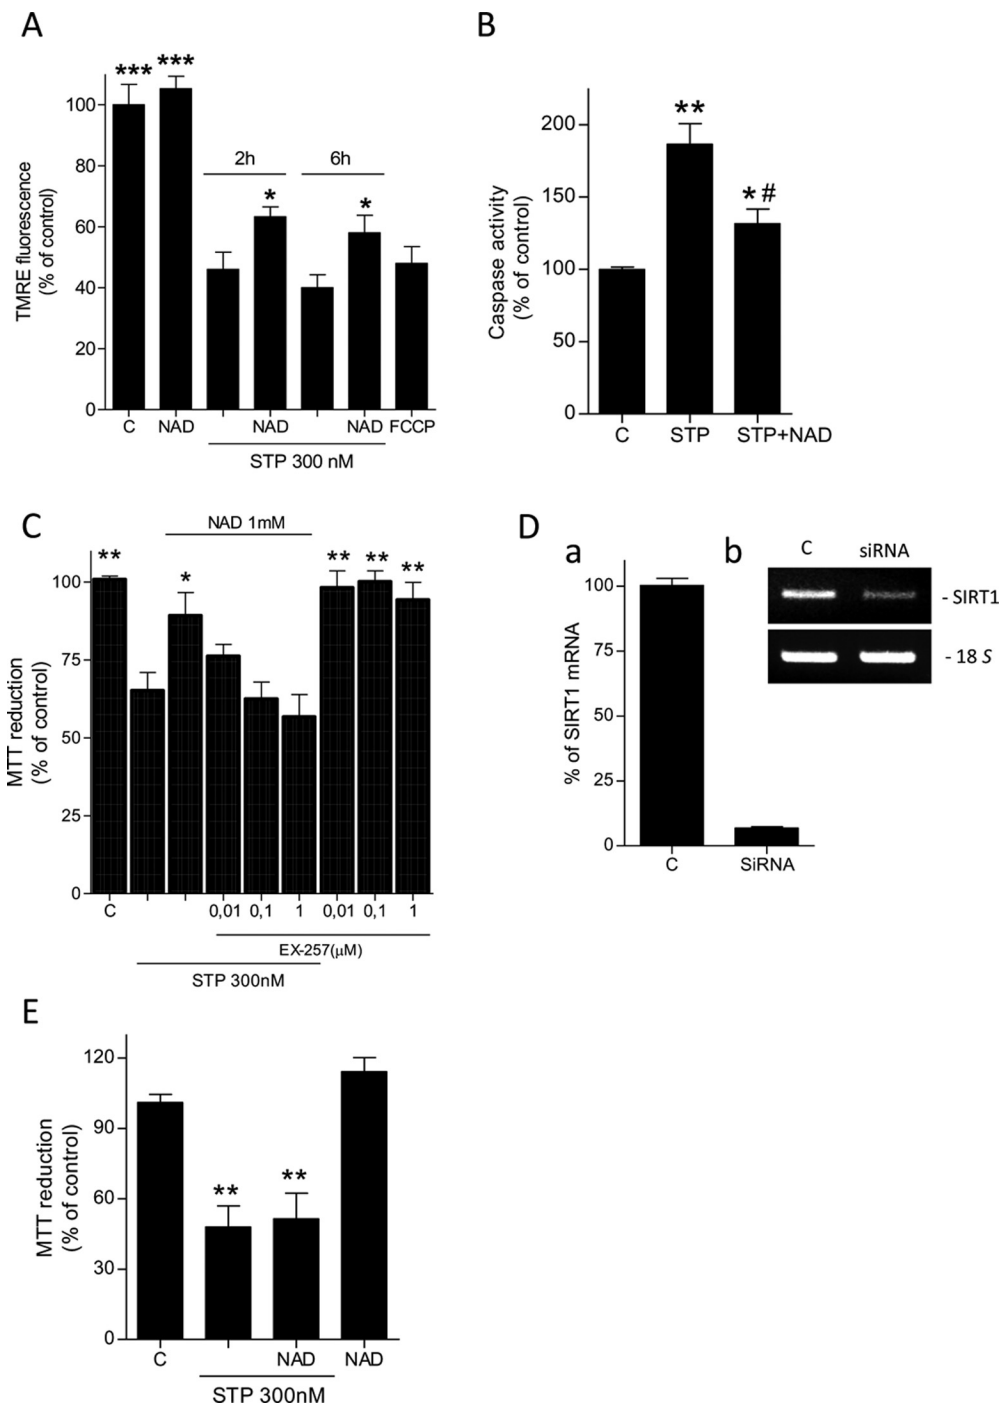 A
TMRE fluorescence
(% of control)
100
80
60
40
20
0
*** ***
2h
6h
* *
C NAD NAD NAD FCCP
STP 300 nM
B
Caspase activity
(% of control)
200
150
100
50
0
**
* #
C STP STP+NAD
C
MTT reduction
(% of control)
100
75
50
25
0
NAD 1mM
** * ** ** **
C 0,01 0,1 1 0,01 0,1 1
EX-257(µM)
STP 300nM
D
a
% of SIRT1 mRNA
100
75
50
25
0
C SiRNA
b
C siRNA
- SIRT1
- 18 S
E
MTT reduction
(% of control)
120
90
60
30
0
** **
C NAD NAD
STP 300nM